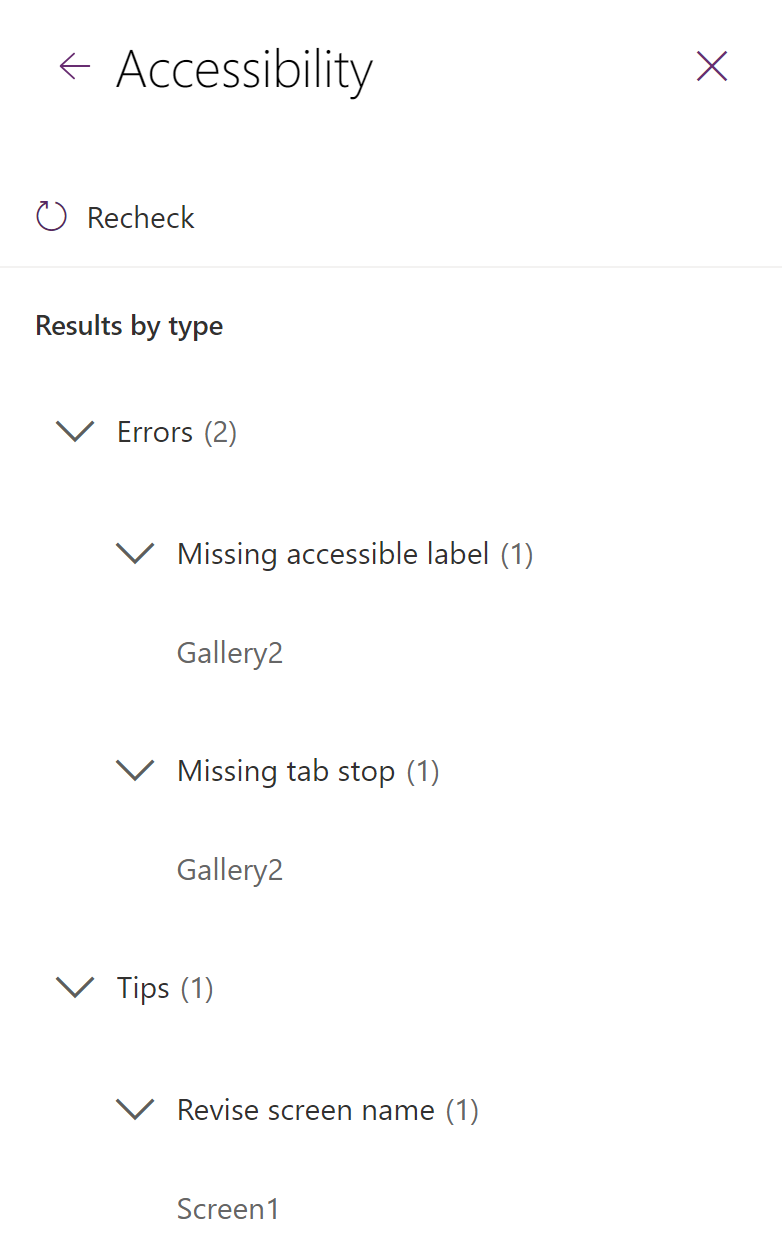 Accessibility
Recheck
Results by type
Errors (2)
Missing accessible label (1)
Gallery2
Missing tab stop (1)
Gallery2
Tips (1)
Revise screen name (1)
Screen1